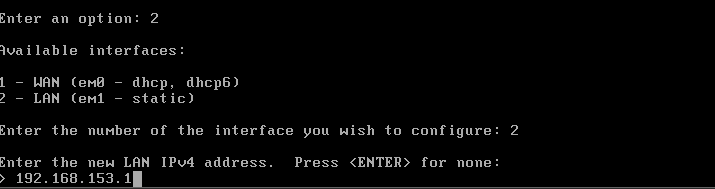 Enter an option: 2
Available interfaces:
1 - WAN (em0 - dhcp, dhcp6)
2 - LAN (em1 - static)
Enter the number of the interface you wish to configure: 2
Enter the new LAN IPv4 address.  Press <ENTER> for none:
> 192.168.153.1